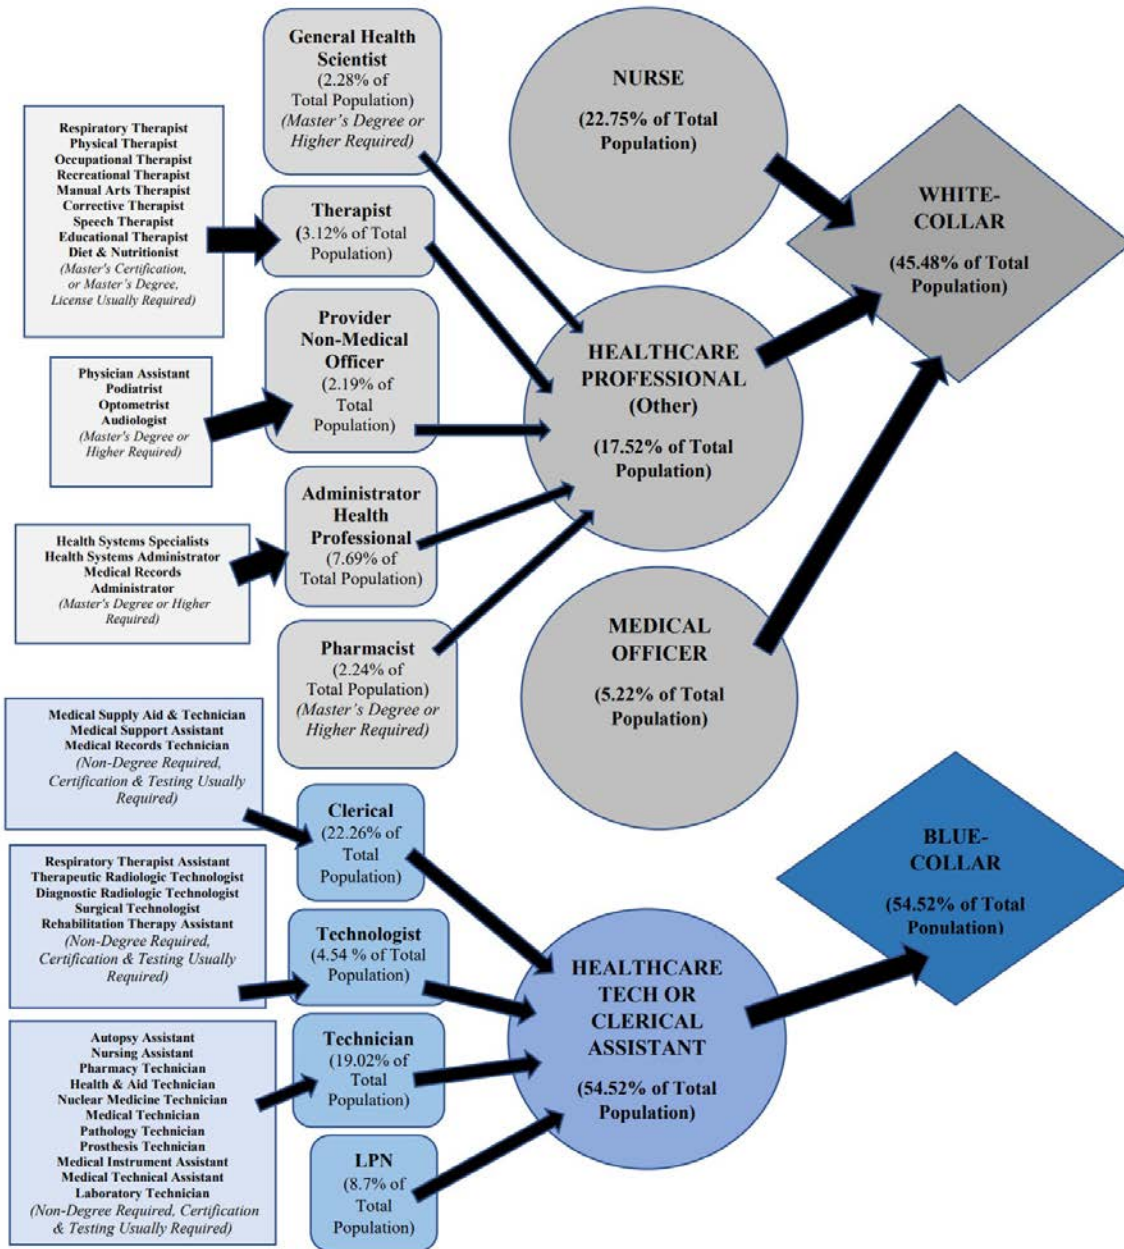 General Health
Scientist
(2.28% of
Total Population)
(Master's Degree or
Higher Required)
NURSE
(22.75% of Total
Population)
Respiratory Therapist
Physical Therapist
Occupational Therapist
Recreational Therapist
Manual Arts Therapist
Corrective Therapist
Speech Therapist
Educational Therapist
Diet & Nutritionist
(Master's Certification,
or Master's Degree,
License Usually Required)
Therapist
(3.12% of Total
Population)
WHITE-
COLLAR
(45.48% of Total
Population)
Provider
Non-Medical
Officer
(2.19% of
Total
Population)
Physician Assistant
Podiatrist
Optometrist
Audiologist
(Master's Degree or
Higher Required)
HEALTHCARE
PROFESSIONAL
(Other)
(17.52% of Total
Population)
Administrator
Health
Professional
(7.69% of
Total Population)
Health Systems Specialists
Health Systems Administrator
Medical Records
Administrator
(Master's Degree or Higher
Required)
Pharmacist
(2.24% of
Total Population)
(Master's Degree or
Higher Required)
MEDICAL
OFFICER
(5.22% of Total
Population)
Medical Supply Aid & Technician
Medical Support Assistant
Medical Records Technician
(Non-Degree Required,
Certification & Testing Usually
Required)
Clerical
(22.26% of
Total
Population)
BLUE-
COLLAR
(54.52% of Total
Population)
Respiratory Therapist Assistant
Therapeutic Radiologic Technologist
Diagnostic Radiologic Technologist
Surgical Technologist
Rehabilitation Therapy Assistant
(Non-Degree Required,
Certification & Testing Usually
Required)
Technologist
(4.54 % of Total
Population)
HEALTHCARE
TECH OR
CLERICAL
ASSISTANT
(54.52% of Total
Population)
Technician
(19.02% of
Total
Population)
Autopsy Assistant
Nursing Assistant
Pharmacy Technician
Health & Aid Technician
Nuclear Medicine Technician
Medical Technician
Pathology Technician
Prosthesis Technician
Medical Instrument Assistant
Medical Technical Assistant
Laboratory Technician
(Non-Degree Required, Certification
& Testing Usually Required)
LPN
(8.7% of
Total
Population)